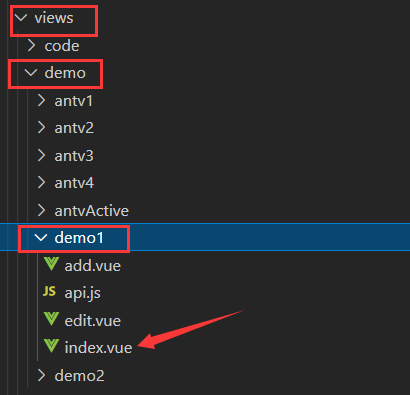 views
code
demo
antv1
antv2
antv3
antv4
antvActive
demo1
add.vue
JS api.js
edit.vue
index.vue
demo2